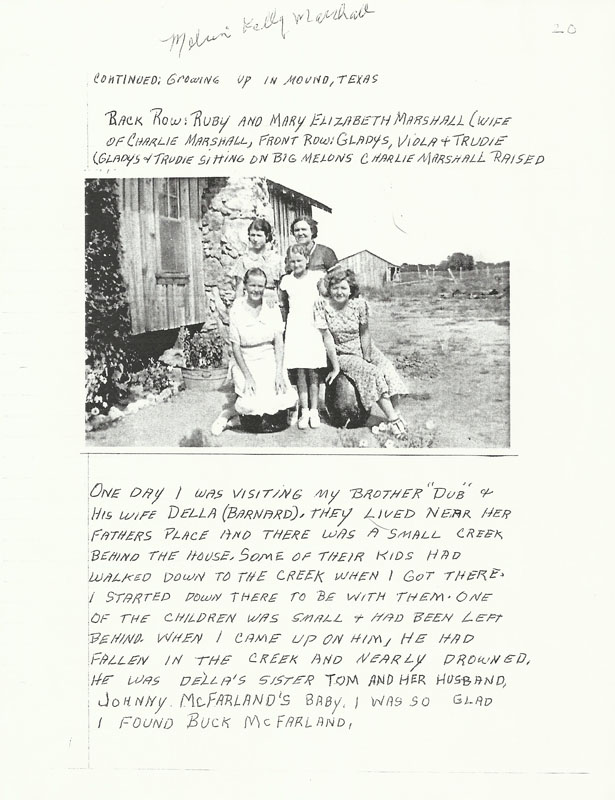 Melvin Kelly Marshall
20
CONTINUED; GROWING UP IN MOUND, TEXAS
BACK ROW: RUBY AND MARY ELIZABETH MARSHALL (WIFE
OF CHARLIE MARSHALL, FRONT ROW: GLADYS, VIOLA + TRUDIE
(GLADYS + TRUDIE SITTING ON BIG MELONS CHARLIE MARSHALL RAISED
ONE DAY I WAS VISITING MY BROTHER "DUB" +
HIS WIFE DELLA (BARNARD). THEY LIVED NEAR HER
FATHERS PLACE AND THERE WAS A SMALL CREEK
BEHIND THE HOUSE. SOME OF THEIR KIDS HAD
WALKED DOWN TO THE CREEK WHEN I GOT THERE.
I STARTED DOWN THERE TO BE WITH THEM. ONE
OF THE CHILDREN WAS SMALL + HAD BEEN LEFT
BEHIND. WHEN I CAME UP ON HIM, HE HAD
FALLEN IN THE CREEK AND NEARLY DROWNED.
HE WAS DELLA'S SISTER TOM AND HER HUSBAND,
JOHNNY MCFARLAND'S BABY. I WAS SO GLAD
I FOUND BUCK MCFARLAND.